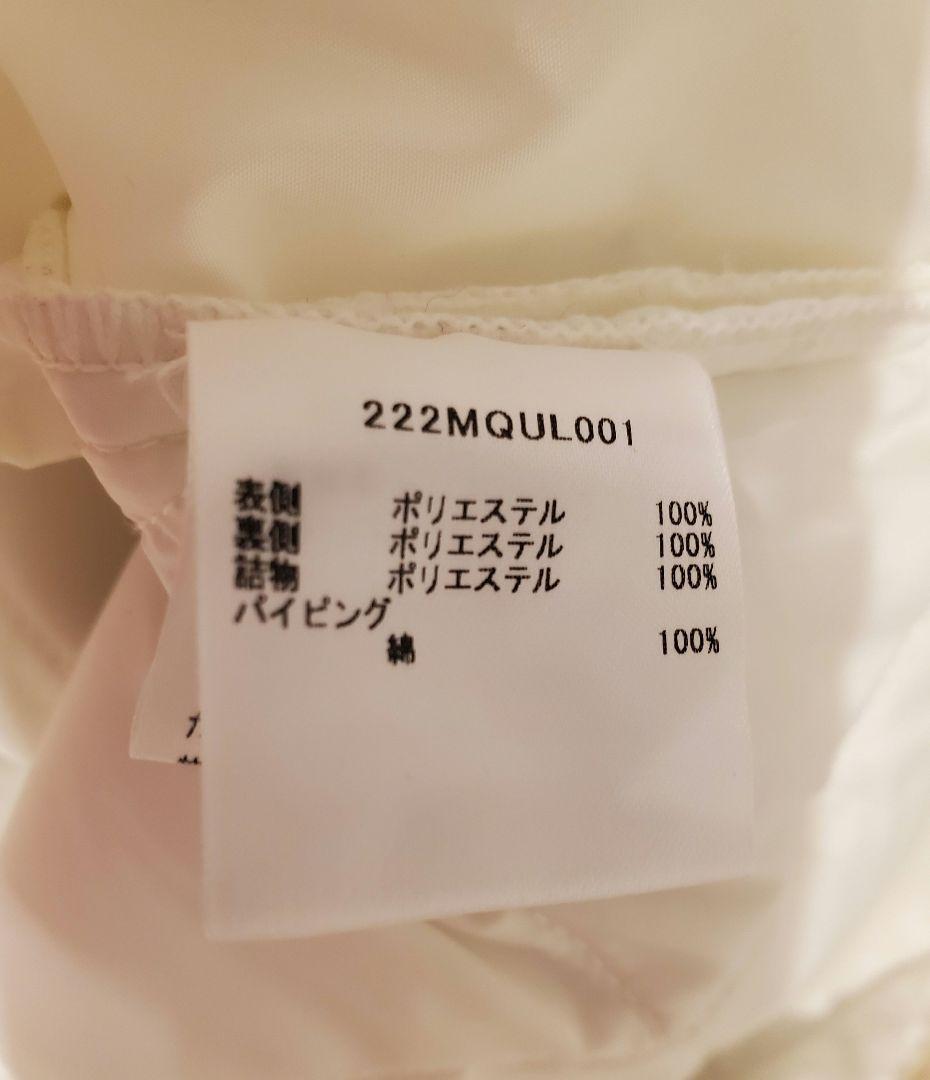 222MQUL001
表側 ポリエステル 100%
裏側 ポリエステル 100%
詰物 ポリエステル 100%
パイピング
綿 100%